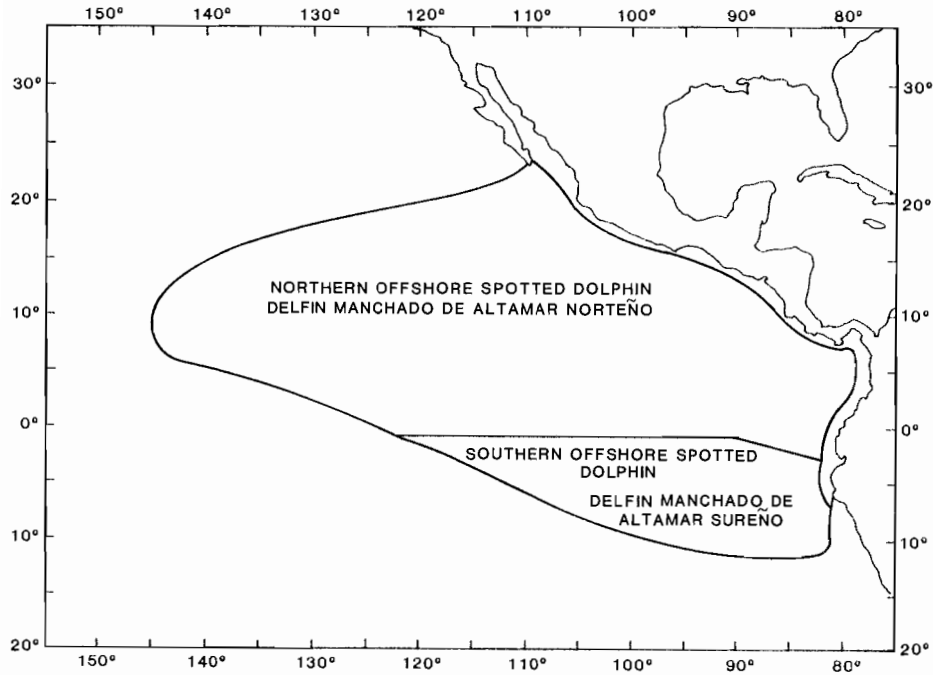 150° 140° 130° 120° 110° 100° 90° 80°
30° 30°
20° 20°
NORTHERN OFFSHORE SPOTTED DOLPHIN
DELFIN MANCHADO DE ALTAMAR NORTEÑO
10° 10°
0° 0°
SOUTHERN OFFSHORE SPOTTED
DOLPHIN
DELFIN MANCHADO DE
ALTAMAR SUREÑO
10° 10°
20° 20°
150° 140° 130° 120° 110° 100° 90° 80°